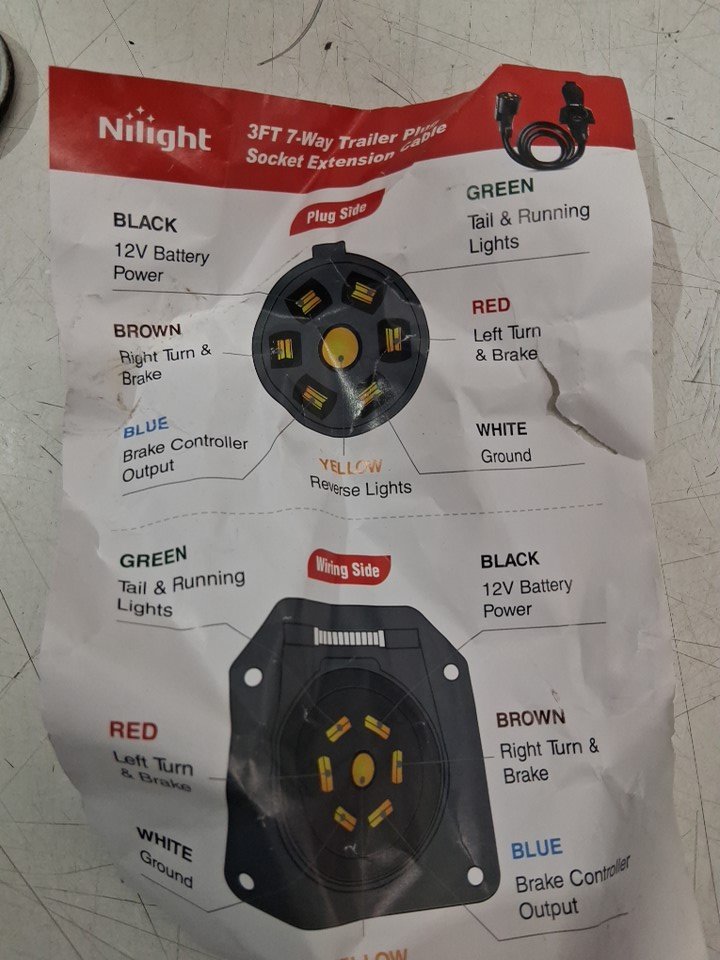 Nilight
3FT 7-Way Trailer Plug
Socket Extension Cable
Plug Side
BLACK
12V Battery
Power
GREEN
Tail & Running
Lights
BROWN
Right Turn &
Brake
RED
Left Turn
& Brake
BLUE
Brake Controller
Output
WHITE
Ground
YELLOW
Reverse Lights
Wiring Side
GREEN
Tail & Running
Lights
BLACK
12V Battery
Power
RED
Left Turn
& Brake
BROWN
Right Turn &
Brake
WHITE
Ground
BLUE
Brake Controller
Output
YELLOW